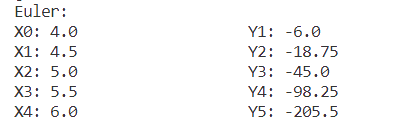 Euler:
X0: 4.0 Y1: -6.0
X1: 4.5 Y2: -18.75
X2: 5.0 Y3: -45.0
X3: 5.5 Y4: -98.25
X4: 6.0 Y5: -205.5